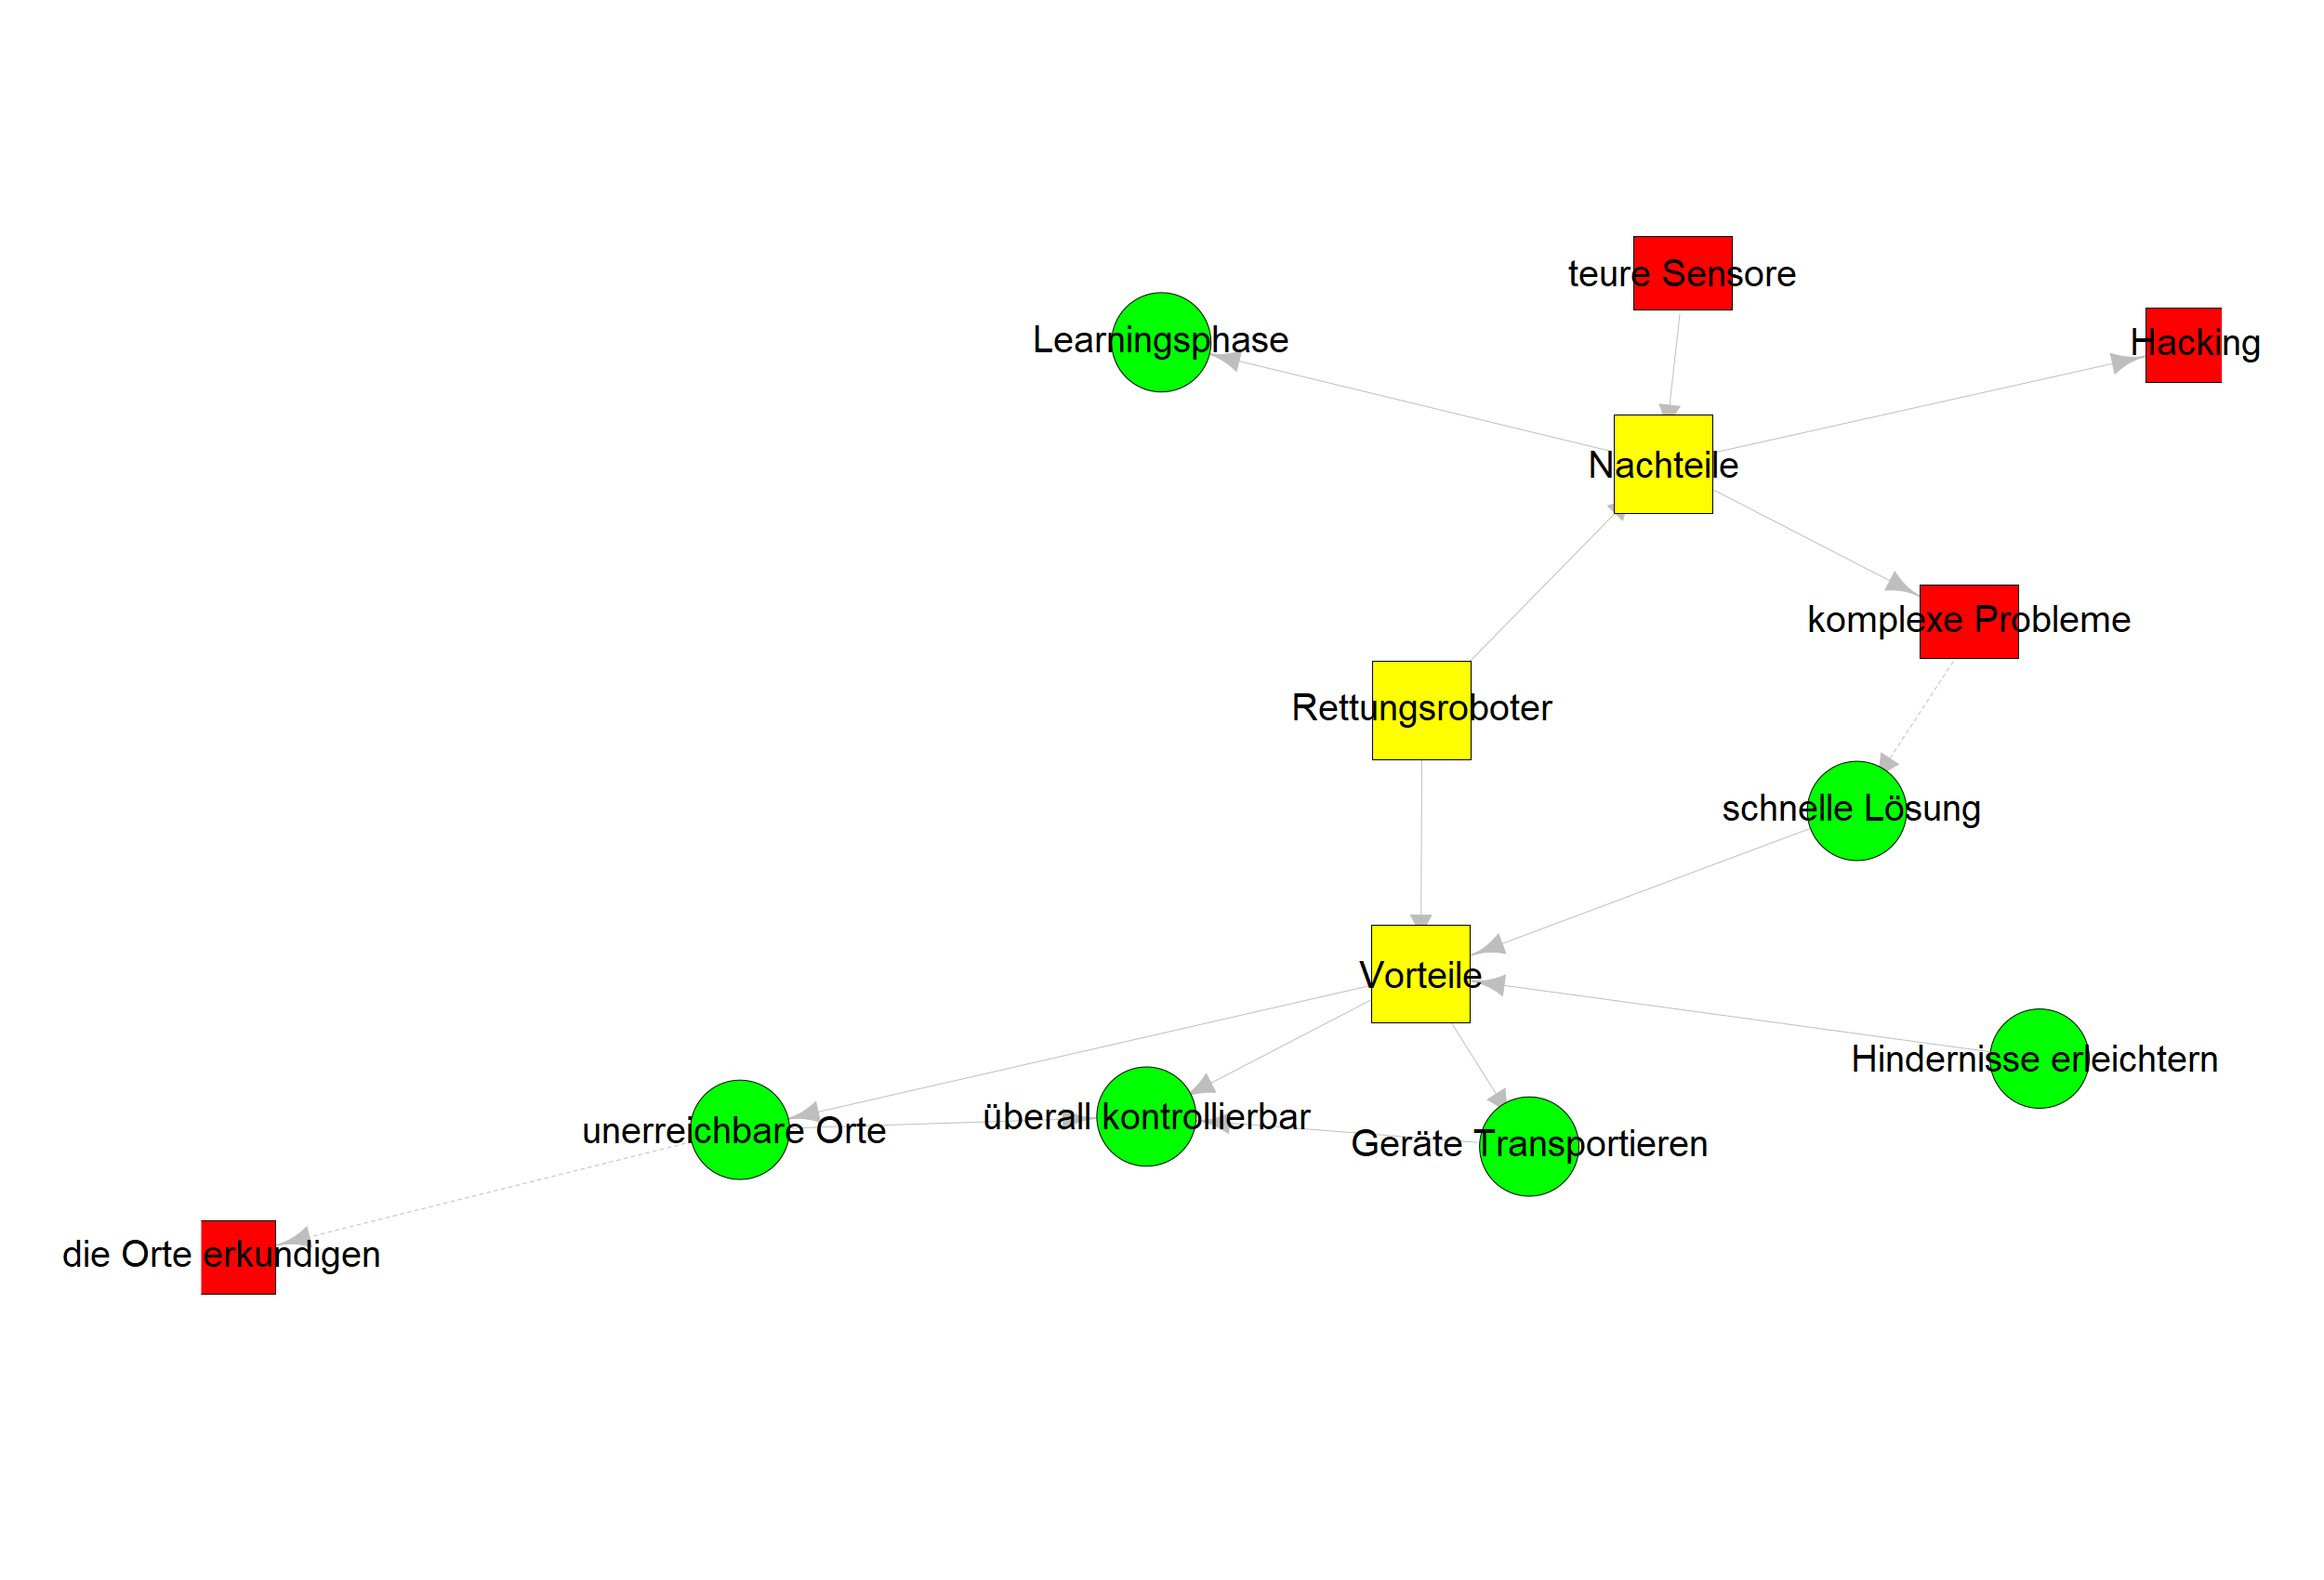 teure Sensore
Learningsphase
Hacking
Nachteile
komplexe Probleme
Rettungsroboter
schnelle Lösung
Vorteile
Hindernisse erleichtern
unerreichbare Orte
überall kontrollierbar
Geräte Transportieren
die Orte erkundigen